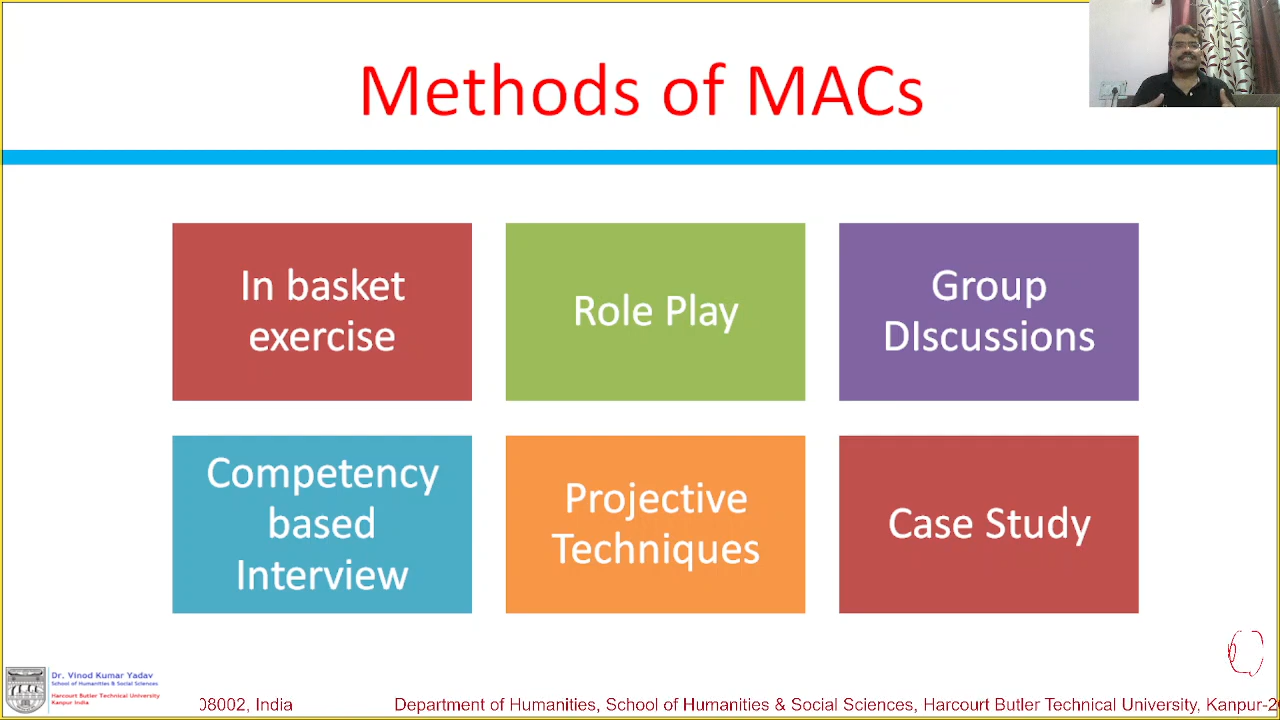 Methods of MACs
In basket
exercise
Role Play
Group
DIscussions
Competency
based
Interview
Projective
Techniques
Case Study
Dr. Vinod Kumar Yadav
School of Humanities & Social Sciences
Harcourt Butler Technical University
Kanpur India
08002, India
Department of Humanities, School of Humanities & Social Sciences, Harcourt Butler Technical University, Kanpur-2